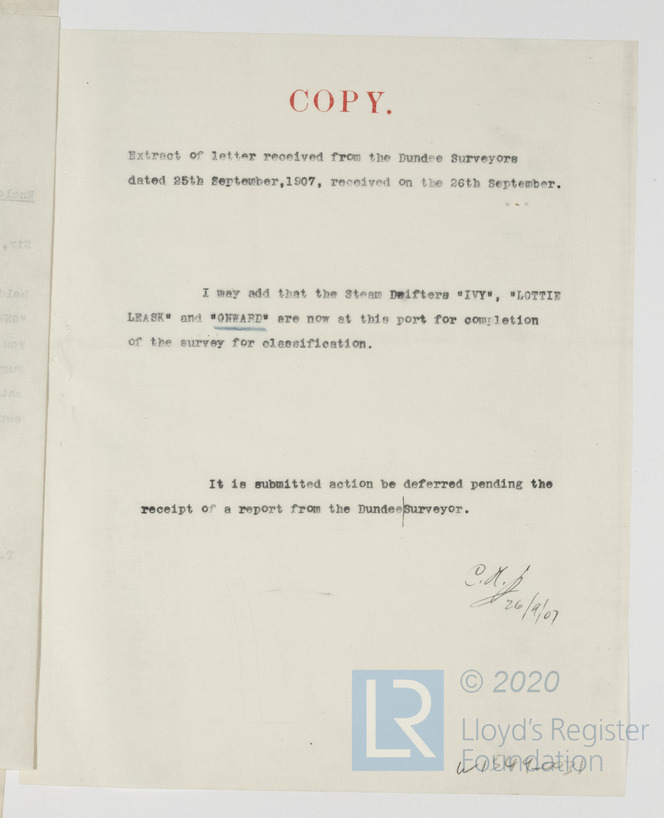 COPY.
Extract of letter received from the Dundee Surveyors
dated 25th September,1907, received on the 26th September.
I may add that the Steam Drifters "IVY", "LOTTIE
LEASK" and "ONWARD" are now at this port for completion
of the survey for classification.
It is submitted action be deferred pending the
receipt of a report from the Dundee|Surveyor.
26/9/07
LR
© 2020
Lloyd's Register
Foundation